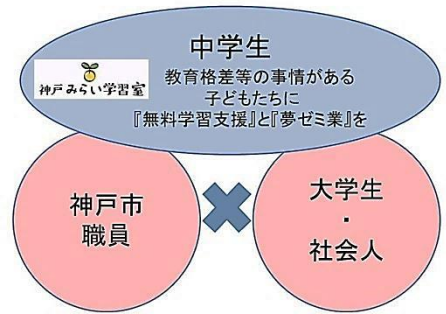 中学生
神戸みらい学習室
教育格差等の事情がある
子どもたちに
『無料学習支援』と『夢ゼミ業』を
神戸市
職員
大学生
・
社会人